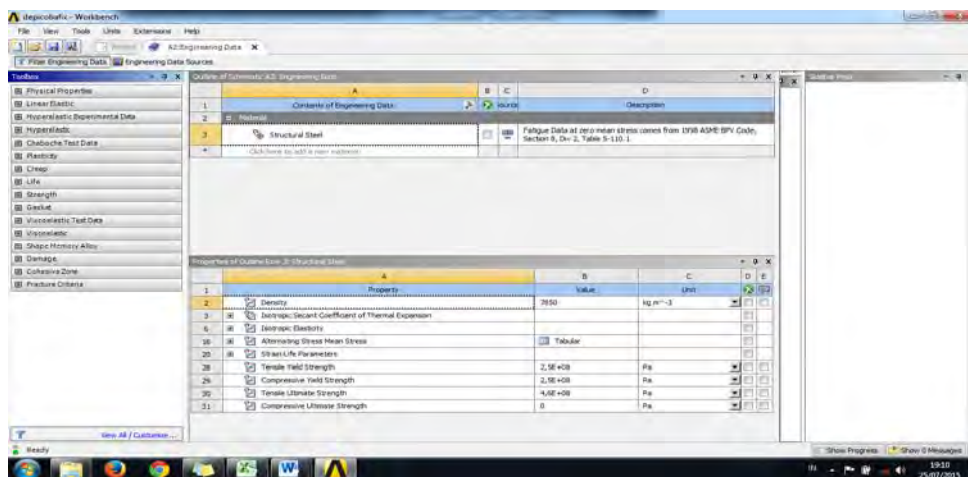 depicobafix - Workbench
File View Tools Units Extensions Help
A2:Engineering Data
Filter Engineering Data Engineering Data Sources
Toolbox
Physical Properties
Linear Elastic
Hyperelastic Experimental Data
Hyperelastic
Chaboche Test Data
Plasticity
Creep
Life
Strength
Gasket
Viscoelastic Test Data
Viscoelastic
Shape Memory Alloy
Damage
Cohesive Zone
Fracture Criteria
View All / Customize...
Outline of Schematic A2: Engineering Data
A B C D
1 Contents of Engineering Data Source Description
2 Material
3 Structural Steel Fatigue Data at zero mean stress comes from 1998 ASME BPV Code,
Section 8, Div 2, Table 5-110.1
* Click here to add a new material
Properties of Outline Row 3: Structural Steel
A B C D E
1 Property Value Unit
2 Density 7850 kg m^-3
3 Isotropic Secant Coefficient of Thermal Expansion
6 Isotropic Elasticity
Alternating Stress Mean Stress Tabular
20 Strain-Life Parameters
28 Tensile Yield Strength 2,5E+08 Pa
29 Compressive Yield Strength 2,5E+08 Pa
30 Tensile Ultimate Strength 4,6E+08 Pa
31 Compressive Ultimate Strength 0 Pa
Ready
Show Progress Show 0 Messages
IN
19:10
25/07/2015